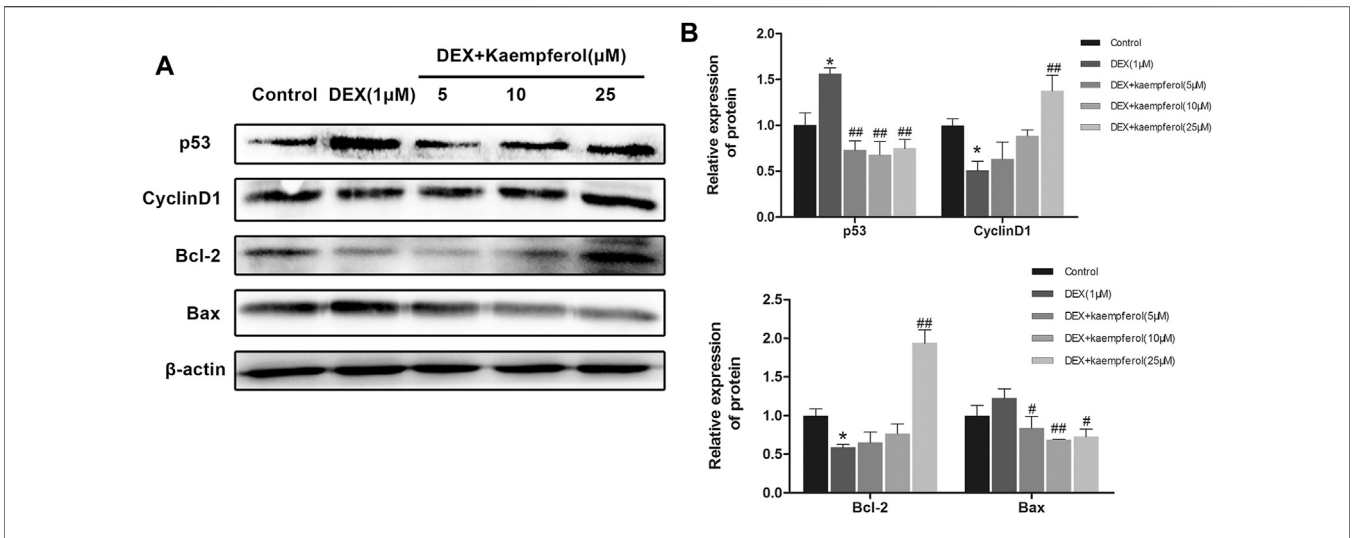 A
DEX+Kaempferol(μM)
Control DEX(1μM) 5 10 25
p53
CyclinD1
Bcl-2
Bax
β-actin
B
Relative expression
of protein
2.0
1.5
1.0
0.5
0.0
*
##
##
##
*
##
p53
CyclinD1
Control
DEX(1μM)
DEX+kaempferol(5μM)
DEX+kaempferol(10μM)
DEX+kaempferol(25μM)
Relative expression
of protein
2.5
2.0
1.5
1.0
0.5
0.0
*
##
#
##
#
Bcl-2
Bax
Control
DEX(1μM)
DEX+kaempferol(5μM)
DEX+kaempferol(10μM)
DEX+kaempferol(25μM)